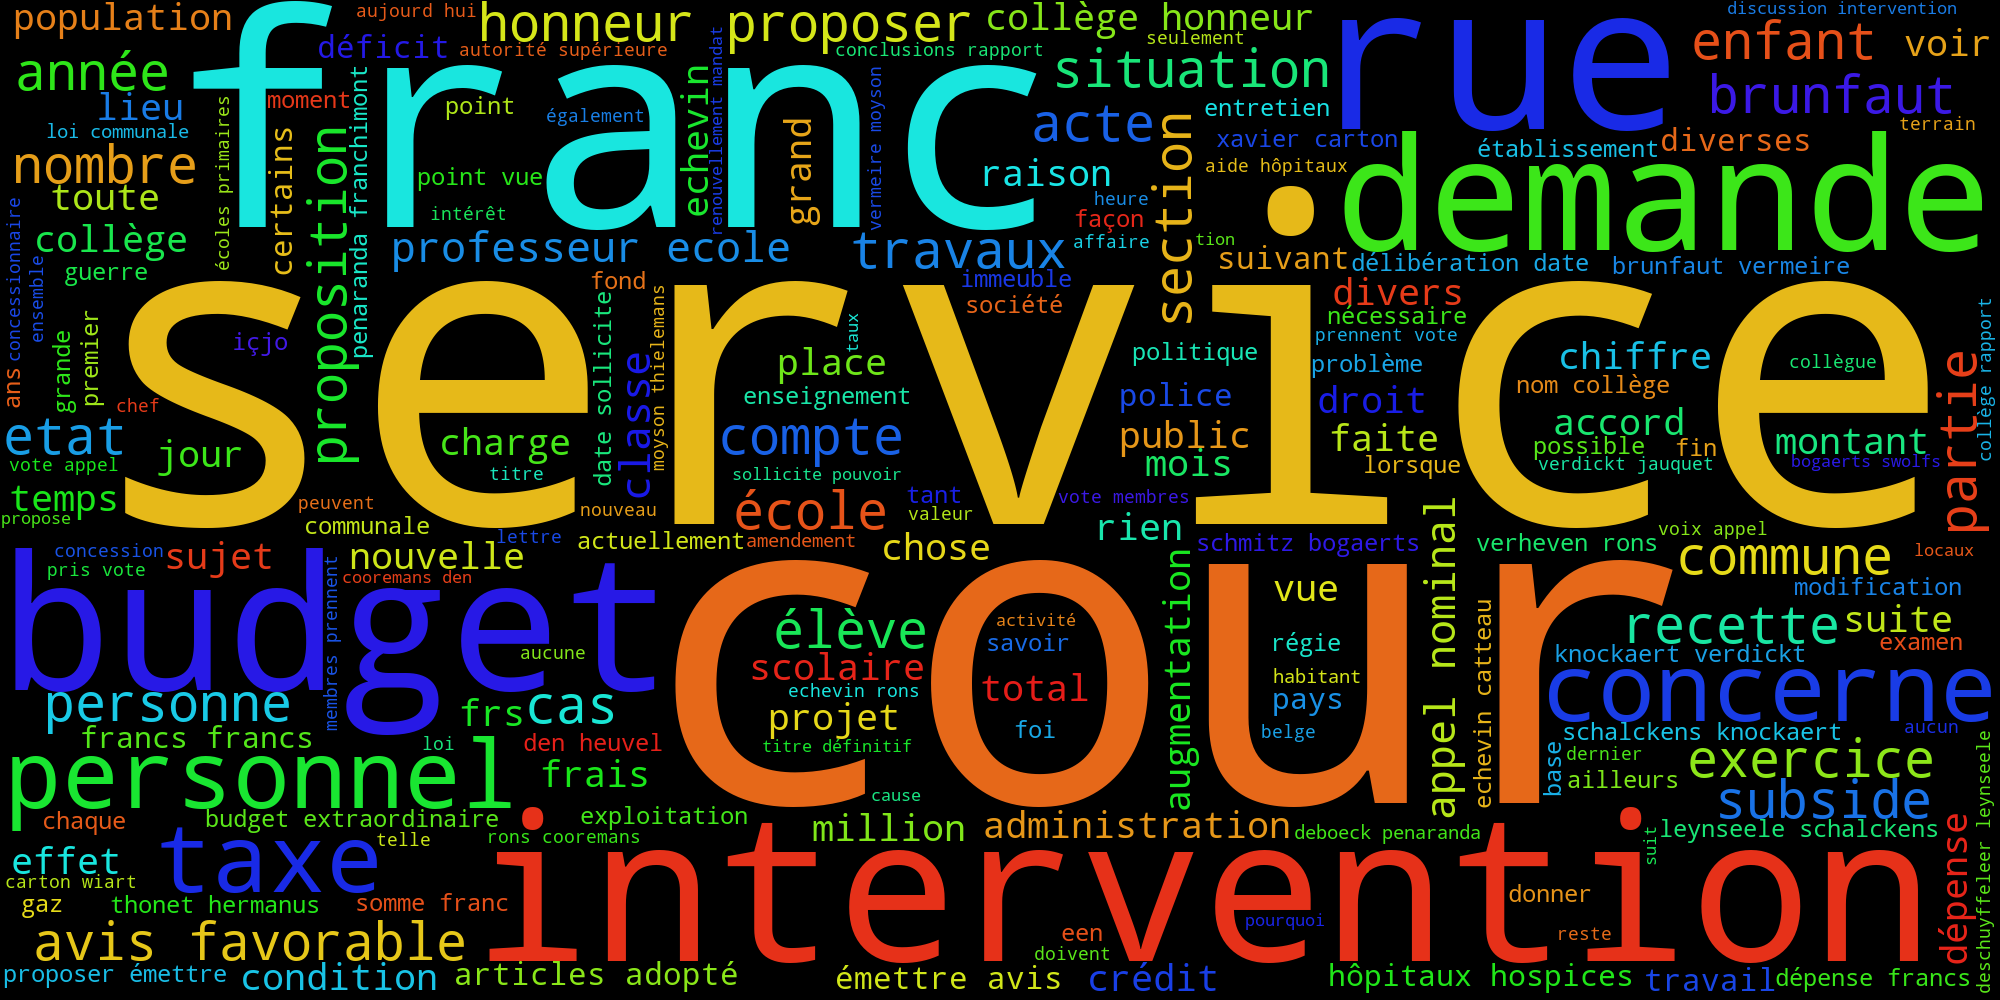 population
aujourd hui
honneur proposer
collège honneur
discussion intervention
franc
rue
déficit
autorité supérieure
conclusions rapport
seulement
enfant
voir
année
situation
lieu
moment
point
également
echevin
renouvellement mandat
grand
vermeire moyson
acte
entretien
brunfaut
terrain
loi communale
écoles primaires
certains
penaranda franchimont
proposition
nombre
toute
point vue
intérêt
raison
heure
façon
affaire
section
xavier carton
aide hôpitaux
établissement
diverses
demande
tion
collège
guerre
concessionnaire
ensemble
professeur ecole
travaux
suivant
délibération date
brunfaut vermeire
fond
immeuble
société
divers
nécessaire
prennent vote
problème
service
içjo
ans
grande
premier
chef
date sollicite
classe
moyson thielemans
taux
place
enseignement
politique
police
chiffre
collègue
nom collège
partie
collège rapport
etat
vote appel
jour
charge
titre
compte
sollicite pouvoir
public
mois
droit
faite
lorsque
accord
possible
fin
verdickt jauquet
montant
bogaerts swolfs
temps
propose
peuvent
communale
nouveau
école
tant
valeur
vote membres
rien
lettre
actuellement
amendement
chose
schmitz bogaerts
appel nominal
verheven rons
voix appel
commune
locaux
concession
pris vote
sujet
nouvelle
cooremans den
membres prennent
budget
cour
augmentation
vue
modification
élève
activité
savoir
régie
echevin catteau
recette
suite
examen
aucune
scolaire
echevin rons
total
habitant
pays
knockaert verdickt
concerne
personne
frs
cas
projet
foi
belge
schalckens knockaert
aucun
francs francs
loi
den heuvel
titre définitif
base
dernier
personnel
frais
ailleurs
exercice
cause
subside
chaque
budget extraordinaire
exploitation
million
administration
deboeck penaranda
leynseele schalckens
deschuyffeleer leynseele
telle
rons cooremans
suit
effet
taxe
intervention
dépense
carton wiart
gaz
thonet hermanus
somme franc
donner
avis favorable
een
pourquoi
reste
doivent
proposer émettre
condition
articles adopté
émettre avis
crédit
hôpitaux hospices
travail
dépense francs